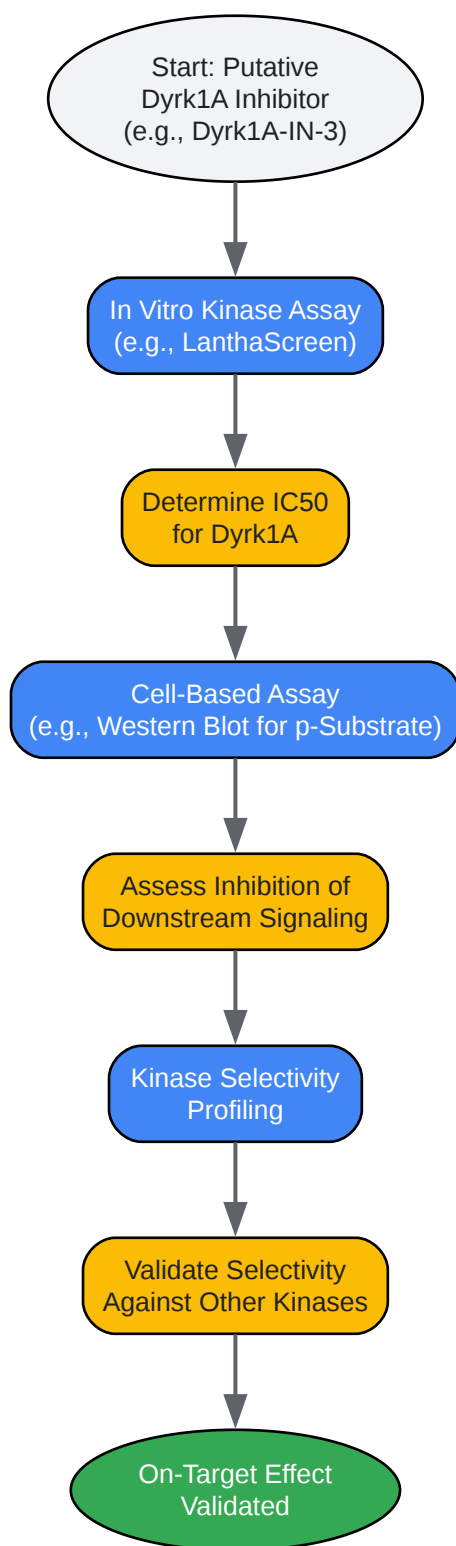 Start: Putative
Dyrk1A Inhibitor
(e.g., Dyrk1A-IN-3)
In Vitro Kinase Assay
(e.g., LanthaScreen)
Determine IC50
for Dyrk1A
Cell-Based Assay
(e.g., Western Blot for p-Substrate)
Assess Inhibition of
Downstream Signaling
Kinase Selectivity
Profiling
Validate Selectivity
Against Other Kinases
On-Target Effect
Validated